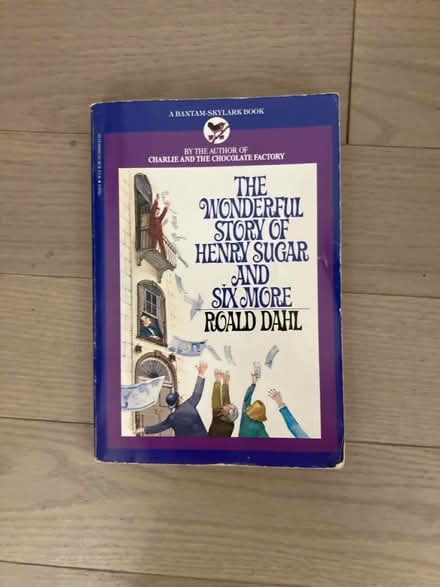 A BANTAM-SKYLARK BOOK
BY THE AUTHOR OF
CHARLIE AND THE CHOCOLATE FACTORY
THE
WONDERFUL
STORY OF
HENRY SUGAR
AND
SIX MORE
ROALD DAHL